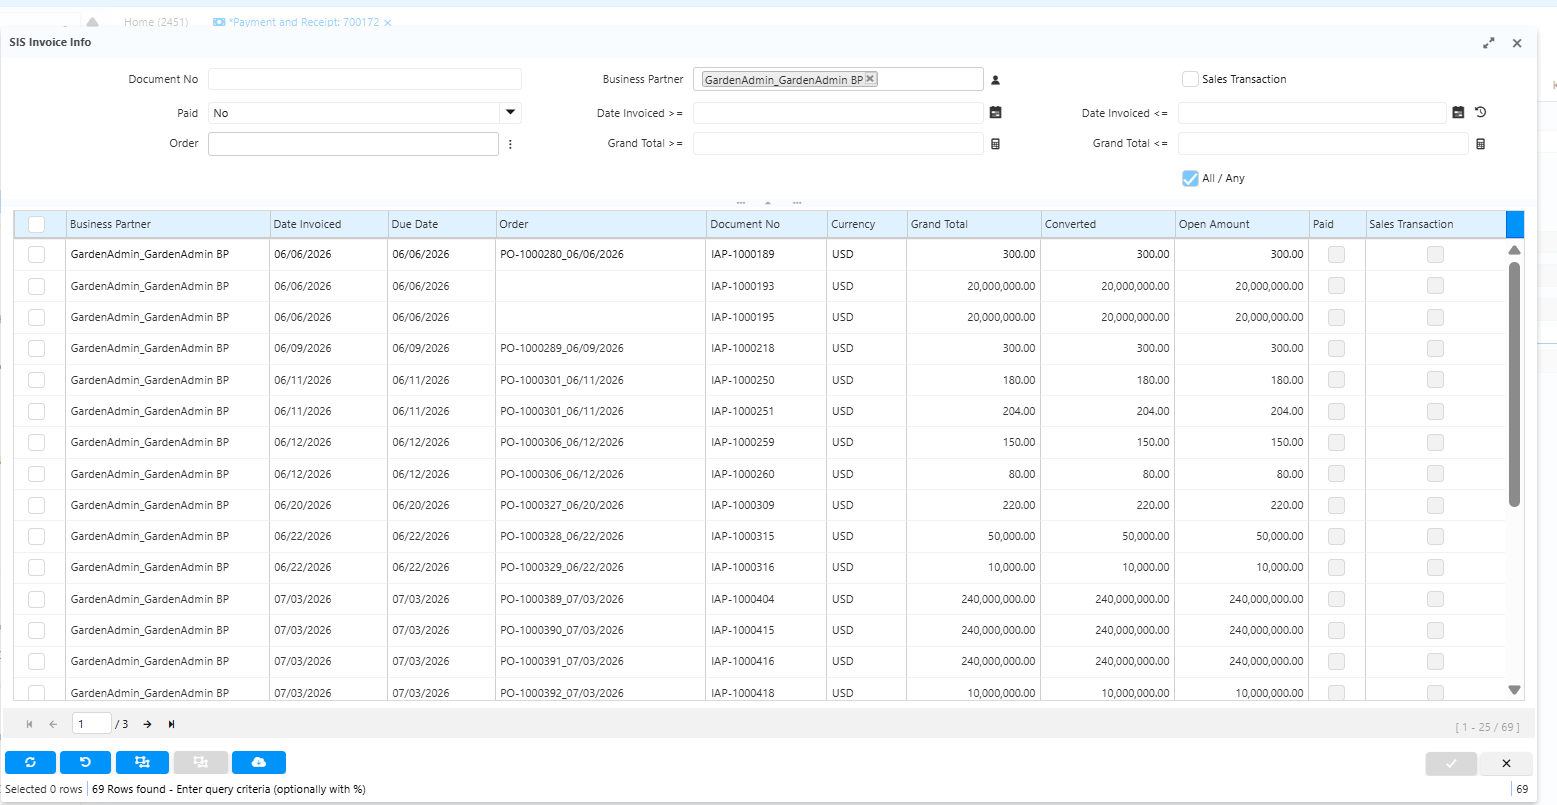 Home (2451) *Payment and Receipt: 700172 ×
SIS Invoice Info
Document No Business Partner GardenAdmin_GardenAdmin BP Sales Transaction
Paid No Date Invoiced >= Date Invoiced <=
Order Grand Total >= Grand Total <=
All / Any
Business Partner Date Invoiced Due Date Order Document No Currency Grand Total Converted Open Amount Paid Sales Transaction
GardenAdmin_GardenAdmin BP 06/06/2026 06/06/2026 PO-1000280_06/06/2026 IAP-1000189 USD 300.00 300.00 300.00
GardenAdmin_GardenAdmin BP 06/06/2026 06/06/2026 IAP-1000193 USD 20,000,000.00 20,000,000.00 20,000,000.00
GardenAdmin_GardenAdmin BP 06/06/2026 06/06/2026 IAP-1000195 USD 20,000,000.00 20,000,000.00 20,000,000.00
GardenAdmin_GardenAdmin BP 06/09/2026 06/09/2026 PO-1000289_06/09/2026 IAP-1000218 USD 300.00 300.00 300.00
GardenAdmin_GardenAdmin BP 06/11/2026 06/11/2026 PO-1000301_06/11/2026 IAP-1000250 USD 180.00 180.00 180.00
GardenAdmin_GardenAdmin BP 06/11/2026 06/11/2026 PO-1000301_06/11/2026 IAP-1000251 USD 204.00 204.00 204.00
GardenAdmin_GardenAdmin BP 06/12/2026 06/12/2026 PO-1000306_06/12/2026 IAP-1000259 USD 150.00 150.00 150.00
GardenAdmin_GardenAdmin BP 06/12/2026 06/12/2026 PO-1000306_06/12/2026 IAP-1000260 USD 80.00 80.00 80.00
GardenAdmin_GardenAdmin BP 06/20/2026 06/20/2026 PO-1000327_06/20/2026 IAP-1000309 USD 220.00 220.00 220.00
GardenAdmin_GardenAdmin BP 06/22/2026 06/22/2026 PO-1000328_06/22/2026 IAP-1000315 USD 50,000.00 50,000.00 50,000.00
GardenAdmin_GardenAdmin BP 06/22/2026 06/22/2026 PO-1000329_06/22/2026 IAP-1000316 USD 10,000.00 10,000.00 10,000.00
GardenAdmin_GardenAdmin BP 07/03/2026 07/03/2026 PO-1000389_07/03/2026 IAP-1000404 USD 240,000,000.00 240,000,000.00 240,000,000.00
GardenAdmin_GardenAdmin BP 07/03/2026 07/03/2026 PO-1000390_07/03/2026 IAP-1000415 USD 240,000,000.00 240,000,000.00 240,000,000.00
GardenAdmin_GardenAdmin BP 07/03/2026 07/03/2026 PO-1000391_07/03/2026 IAP-1000416 USD 240,000,000.00 240,000,000.00 240,000,000.00
GardenAdmin_GardenAdmin BP 07/03/2026 07/03/2026 PO-1000392_07/03/2026 IAP-1000418 USD 10,000,000.00 10,000,000.00 10,000,000.00
1 / 3 [ 1 - 25 / 69 ]
Selected 0 rows 69 Rows found - Enter query criteria (optionally with %) 69